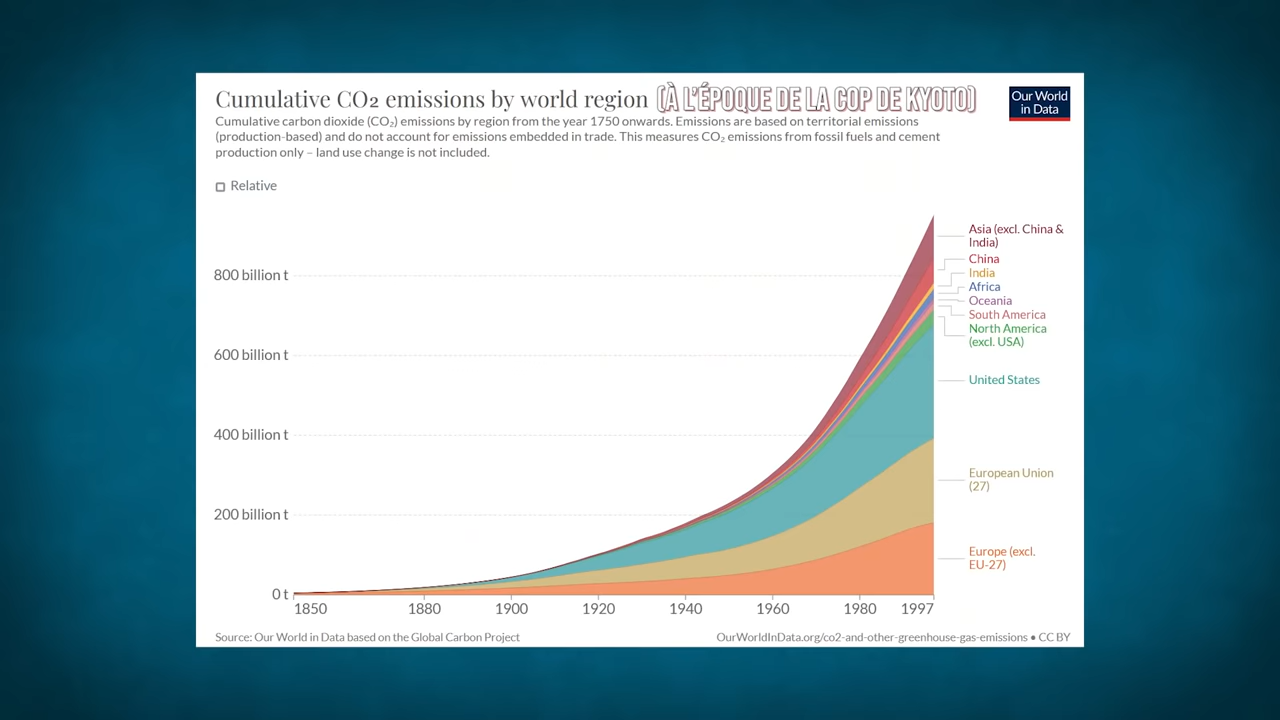 Cumulative CO₂ emissions by world region (À L'ÉPOQUE DE LA COP DE KYOTO)
Our World
in Data
Cumulative carbon dioxide (CO₂) emissions by region from the year 1750 onwards. Emissions are based on territorial emissions
(production-based) and do not account for emissions embedded in trade. This measures CO₂ emissions from fossil fuels and cement
production only – land use change is not included.
Relative
800 billion t
600 billion t
400 billion t
200 billion t
0 t
1850
1880
1900
1920
1940
1960
1980
1997
Asia (excl. China &
India)
China
India
Africa
Oceania
South America
North America
(excl. USA)
United States
European Union
(27)
Europe (excl.
EU-27)
Source: Our World in Data based on the Global Carbon Project
OurWorldInData.org/co2-and-other-greenhouse-gas-emissions • CC BY